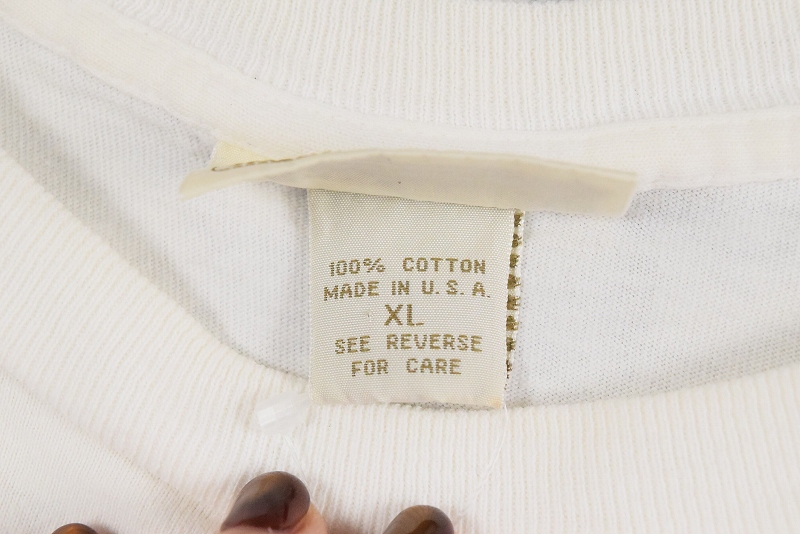 100% COTTON
MADE IN U.S.A.
XL
SEE REVERSE
FOR CARE